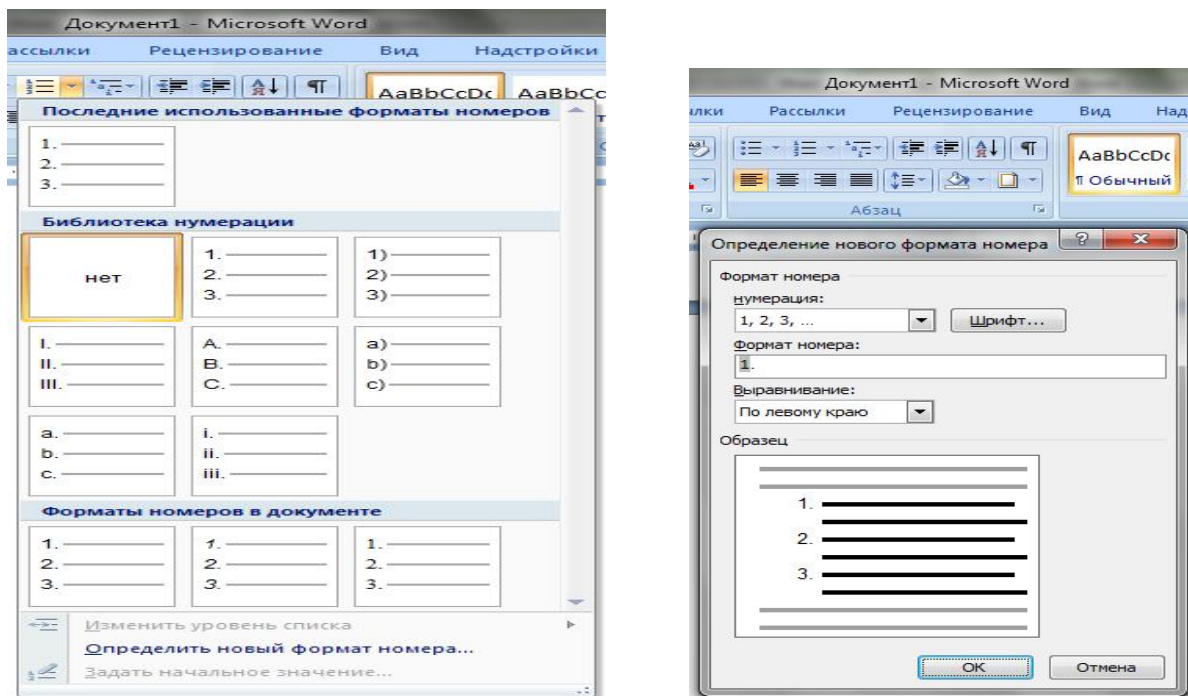 Документ1 - Microsoft Word
ассылки Рецензирование Вид Надстройки
AaBbCcDc AaBbCc
Последние использованные форматы номеров
1.
2.
3.
Библиотека нумерации
нет
1.
2.
3.
1)
2)
3)
I.
II.
III.
A.
B.
C.
a)
b)
c)
a.
b.
c.
i.
ii.
iii.
Форматы номеров в документе
1.
2.
3.
1.
2.
3.
1.
2.
3.
Изменить уровень списка
Определить новый формат номера...
Задать начальное значение...
Документ1 - Microsoft Word
лки Рассылки Рецензирование Вид Над
AaBbCcDc
¶ Обычный
Абзац
Определение нового формата номера
Формат номера
нумерация:
1, 2, 3, ...
Шрифт...
Формат номера:
1.
Выравнивание:
По левому краю
Образец
1.
2.
3.
ОК Отмена